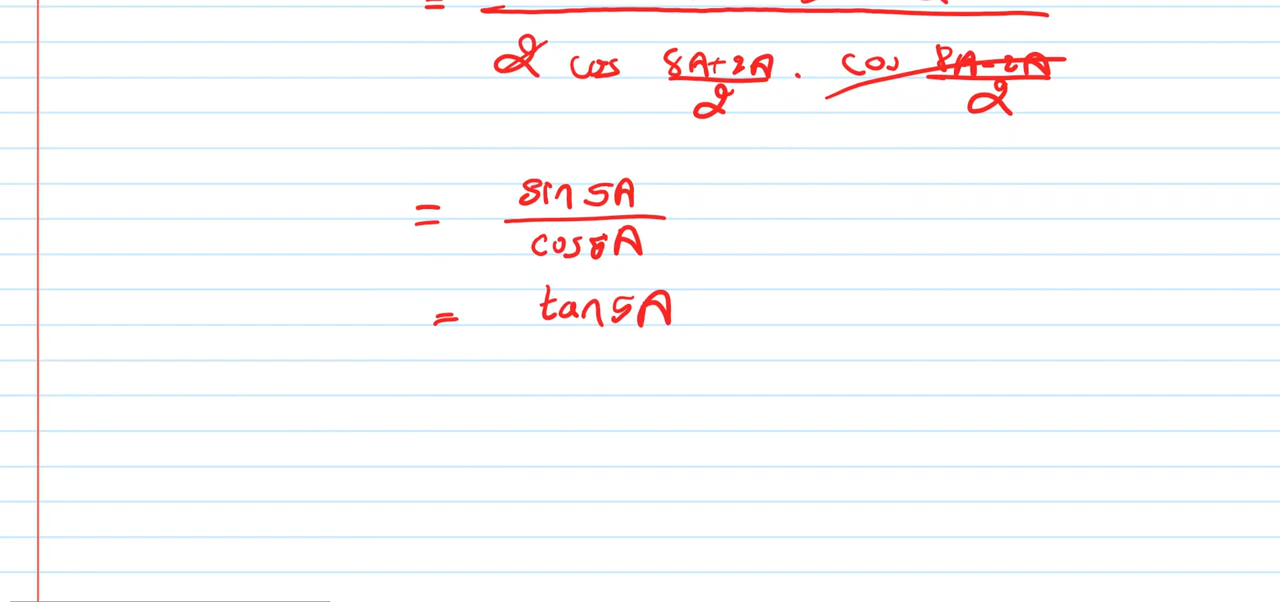 =
2 cos (8A+2A)/2 . cos (8A-2A)/2
= sin 5A / cos 5A
= tan 5A